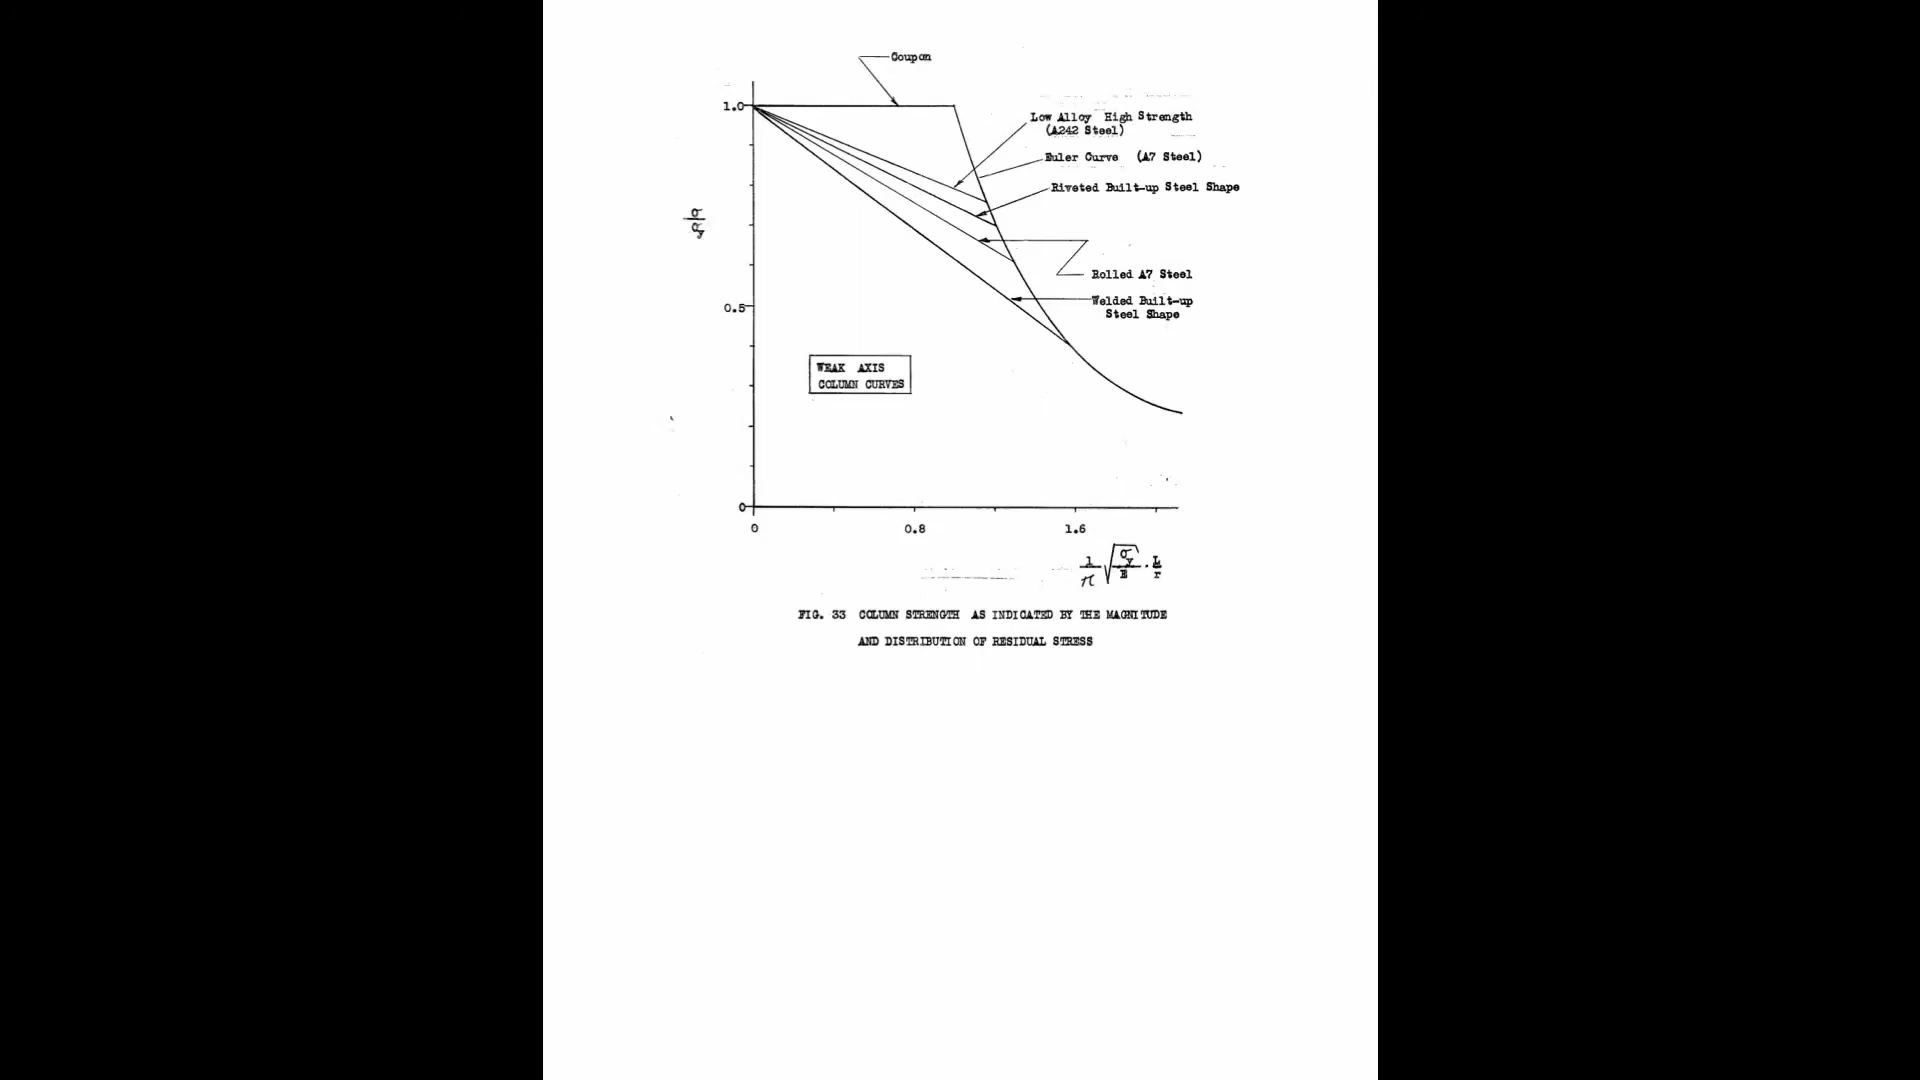 Coupon
1.0
Low Alloy High Strength
(A242 Steel)
Euler Curve (A7 Steel)
Riveted Built-up Steel Shape
σ
σy
Rolled A7 Steel
0.5
Welded Built-up
Steel Shape
WEAK AXIS
COLUMN CURVES
0
0 0.8 1.6
1/π √σy/E · L/r
FIG. 33 COLUMN STRENGTH AS INDICATED BY THE MAGNITUDE
AND DISTRIBUTION OF RESIDUAL STRESS